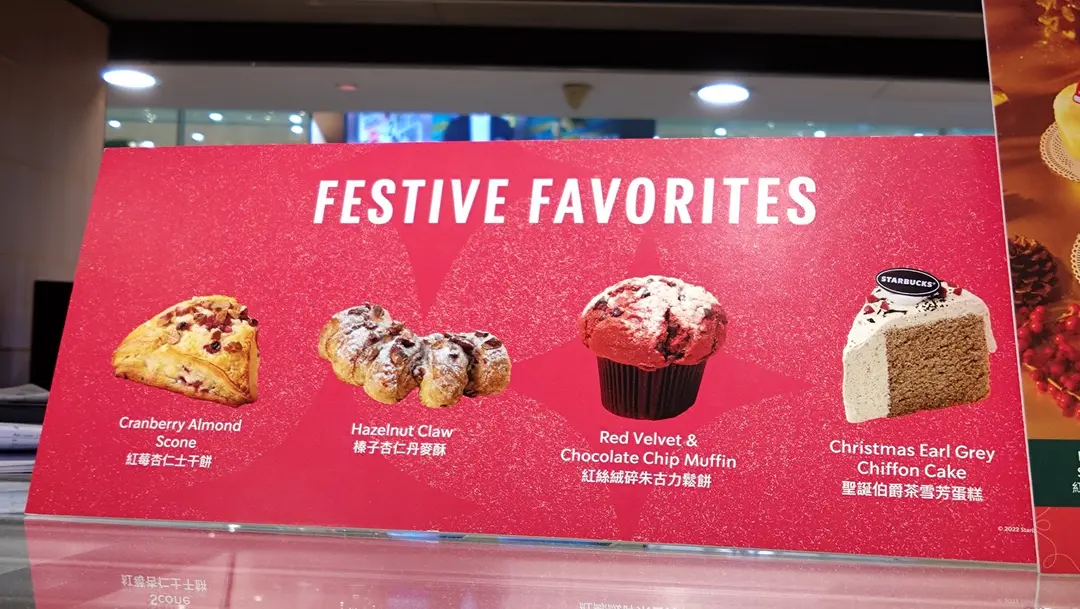 FESTIVE FAVORITES
Cranberry Almond
Scone
紅莓杏仁士干餅
Hazelnut Claw
榛子杏仁丹麥酥
Red Velvet &
Chocolate Chip Muffin
紅絲絨碎朱古力鬆餅
STARBUCKS
Christmas Earl Grey
Chiffon Cake
聖誕伯爵茶雪芳蛋糕
© 2022